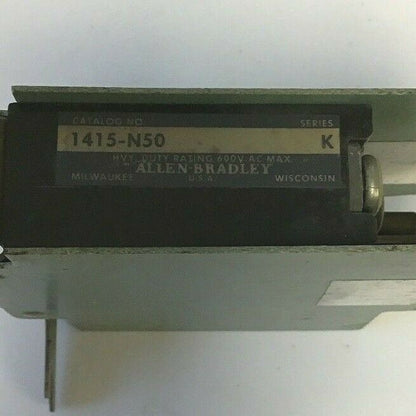 CATALOG NO. SERIES
1415-N50 K
HVY. DUTY RATING 600V. AC MAX.
ALLEN-BRADLEY
MILWAUKEE U.S.A. WISCONSIN